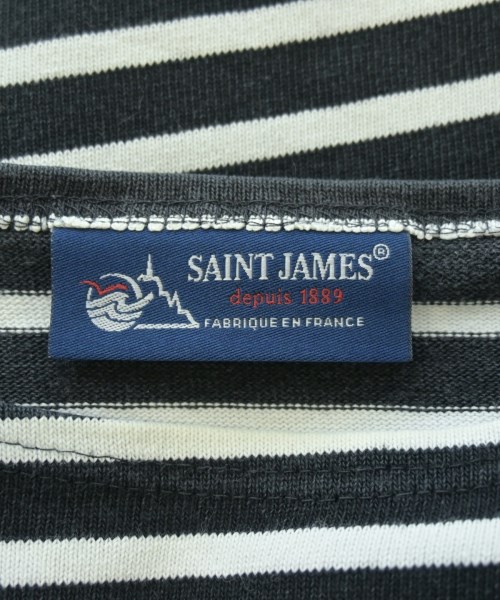 SAINT JAMES®
depuis 1889
FABRIQUE EN FRANCE